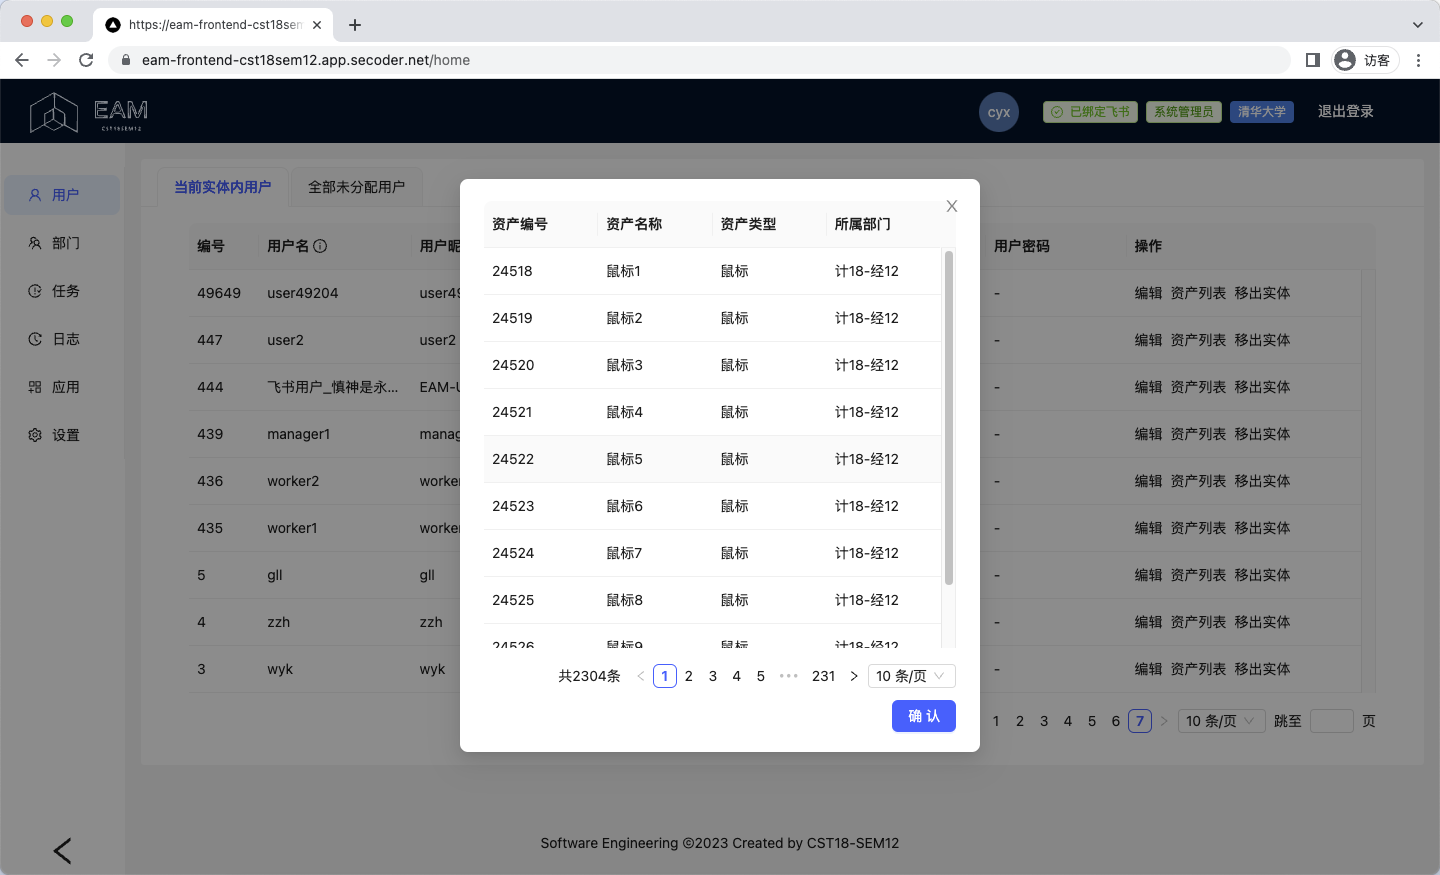 https://eam-frontend-cst18sem
eam-frontend-cst18sem12.app.secoder.net/home
访客
EAM
CST18SEM12
cyx
已绑定飞书
系统管理员
清华大学
退出登录
用户
部门
任务
日志
应用
设置
当前实体内用户
全部未分配用户
编号 用户名 用户昵 用户密码 操作
49649 user49204 user49 - 编辑 资产列表 移出实体
447 user2 user2 - 编辑 资产列表 移出实体
444 飞书用户_慎神是永... EAM-U - 编辑 资产列表 移出实体
439 manager1 manag - 编辑 资产列表 移出实体
436 worker2 worker - 编辑 资产列表 移出实体
435 worker1 worker - 编辑 资产列表 移出实体
5 gll gll - 编辑 资产列表 移出实体
4 zzh zzh - 编辑 资产列表 移出实体
3 wyk wyk - 编辑 资产列表 移出实体
1 2 3 4 5 6 7 10 条/页 跳至 页
资产编号 资产名称 资产类型 所属部门
24518 鼠标1 鼠标 计18-经12
24519 鼠标2 鼠标 计18-经12
24520 鼠标3 鼠标 计18-经12
24521 鼠标4 鼠标 计18-经12
24522 鼠标5 鼠标 计18-经12
24523 鼠标6 鼠标 计18-经12
24524 鼠标7 鼠标 计18-经12
24525 鼠标8 鼠标 计18-经12
24526 鼠标9 鼠标 计18-经12
共2304条 1 2 3 4 5 ••• 231 10 条/页
确 认
Software Engineering ©2023 Created by CST18-SEM12